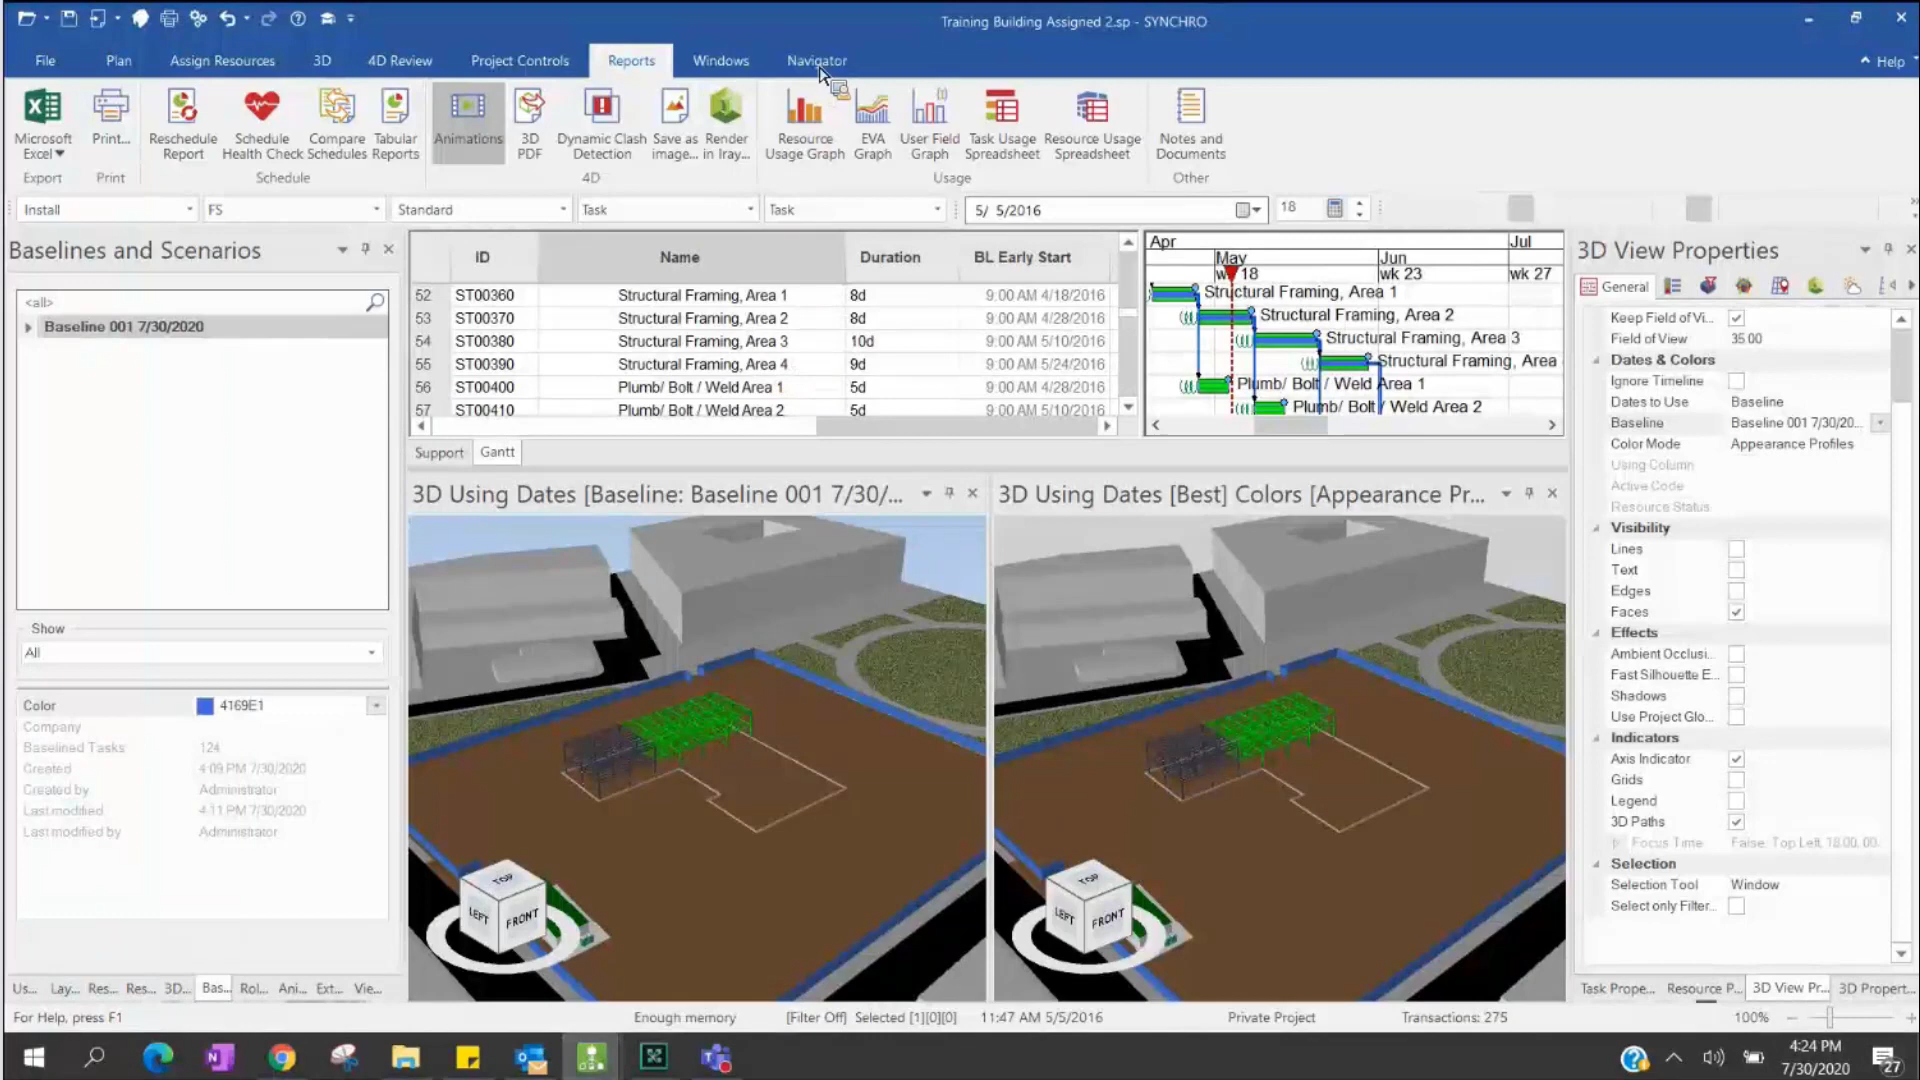 Training Building Assigned 2.sp - SYNCHRO
File Plan Assign Resources 3D 4D Review Project Controls Reports Windows Navigator Help
Microsoft Excel Print... Reschedule Report Schedule Health Check Compare Schedules Tabular Reports Animations 3D PDF Dynamic Clash Detection Save as image... Render in Iray... Resource Usage Graph EVA Graph User Field Graph Task Usage Spreadsheet Resource Usage Spreadsheet Notes and Documents
Export Print Schedule 4D Usage Other
Install FS Standard Task Task 5/ 5/2016 18
Baselines and Scenarios
<all>
Baseline 001 7/30/2020
Show
All
Color 4169E1
Company
Baselined Tasks 124
Created 4:09 PM 7/30/2020
Created by Administrator
Last modified 4:11 PM 7/30/2020
Last modified by Administrator
Us... Lay... Res... Res... 3D... Bas... Rol... Ani... Ext... Vie...
ID Name Duration BL Early Start
52 ST00360 Structural Framing, Area 1 8d 9:00 AM 4/18/2016
53 ST00370 Structural Framing, Area 2 8d 9:00 AM 4/28/2016
54 ST00380 Structural Framing, Area 3 10d 9:00 AM 5/10/2016
55 ST00390 Structural Framing, Area 4 9d 9:00 AM 5/24/2016
56 ST00400 Plumb/ Bolt / Weld Area 1 5d 9:00 AM 4/28/2016
57 ST00410 Plumb/ Bolt / Weld Area 2 5d 9:00 AM 5/10/2016
Apr May Jun Jul
18 wk 23 wk 27
Structural Framing, Area 1
Structural Framing, Area 2
Structural Framing, Area 3
Structural Framing, Area
Plumb/ Bolt / Weld Area 1
Plumb/ Bolt / Weld Area 2
Support Gantt
3D Using Dates [Baseline: Baseline 001 7/30/...
TOP
LEFT FRONT
3D Using Dates [Best] Colors [Appearance Pr...
TOP
LEFT FRONT
3D View Properties
General
Keep Field of Vi...
Field of View 35.00
Dates & Colors
Ignore Timeline
Dates to Use Baseline
Baseline Baseline 001 7/30/20...
Color Mode Appearance Profiles
Using Column
Active Code
Resource Status
Visibility
Lines
Text
Edges
Faces
Effects
Ambient Occlusi...
Fast Silhouette E...
Shadows
Use Project Glo...
Indicators
Axis Indicator
Grids
Legend
3D Paths
Focus Time False, Top Left, 18.00, 00.
Selection
Selection Tool Window
Select only Filter...
Task Prope... Resource P... 3D View Pr... 3D Propert...
For Help, press F1 Enough memory [Filter Off] Selected [1][0][0] 11:47 AM 5/5/2016 Private Project Transactions: 275 100%
4:24 PM
7/30/2020
27